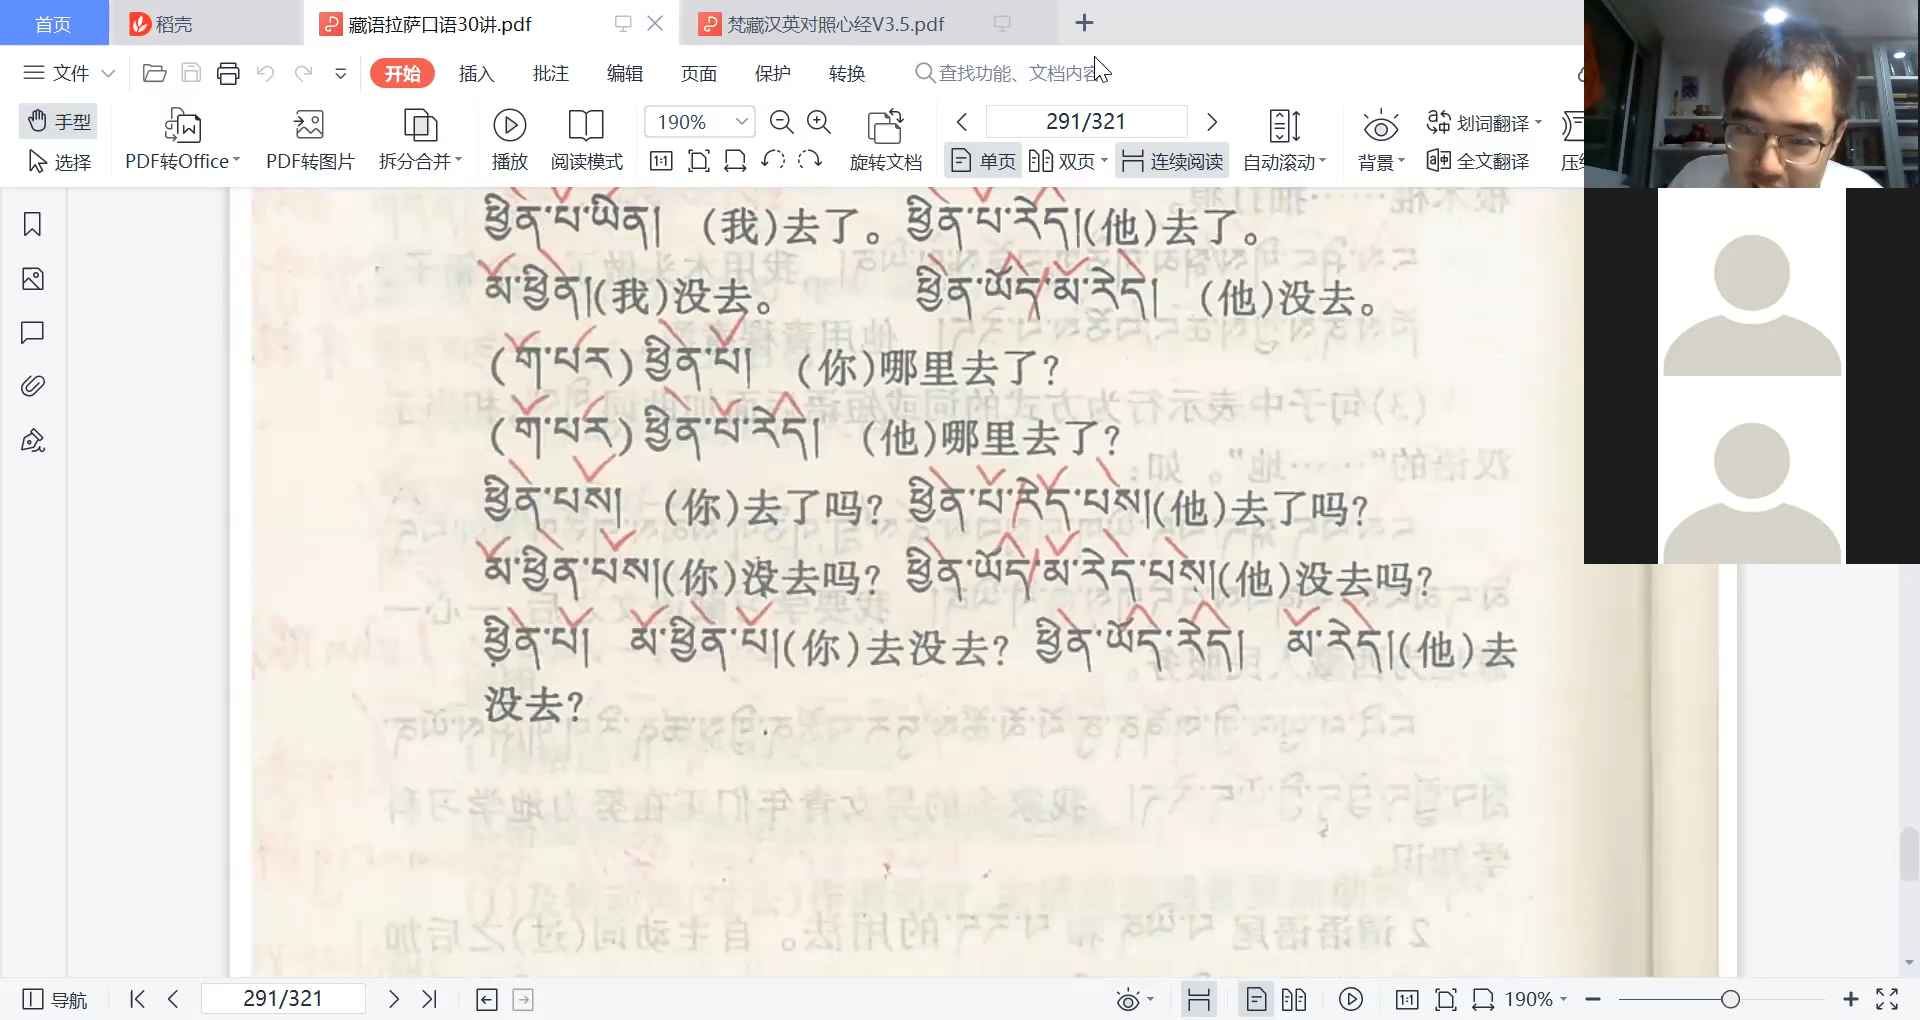 首页 稻壳 藏语拉萨口语30讲.pdf 梵藏汉英对照心经V3.5.pdf
文件 开始 插入 批注 编辑 页面 保护 转换 查找功能、文档内容
手型 PDF转Office PDF转图片 拆分合并 播放 阅读模式 190% 旋转文档 291/321 单页 双页 连续阅读 自动滚动 背景 划词翻译 全文翻译
选择
ཕྱིན་པ་ཡིན། (我)去了。 ཕྱིན་པ་རེད།(他)去了。
མ་ཕྱིན།(我)没去。 ཕྱིན་ཡོད་མ་རེད། (他)没去。
(ག་པར)ཕྱིན་པ། (你)哪里去了?
(ག་པར)ཕྱིན་པ་རེད། (他)哪里去了?
ཕྱིན་པས། (你)去了吗? ཕྱིན་པ་རེད་པས།(他)去了吗?
མ་ཕྱིན་པས།(你)没去吗? ཕྱིན་ཡོད་མ་རེད་པས།(他)没去吗?
ཕྱིན་པ། མ་ཕྱིན་པ།(你)去没去? ཕྱིན་ཡོད་རེད། མ་རེད།(他)去
没去?
导航 291/321 190%